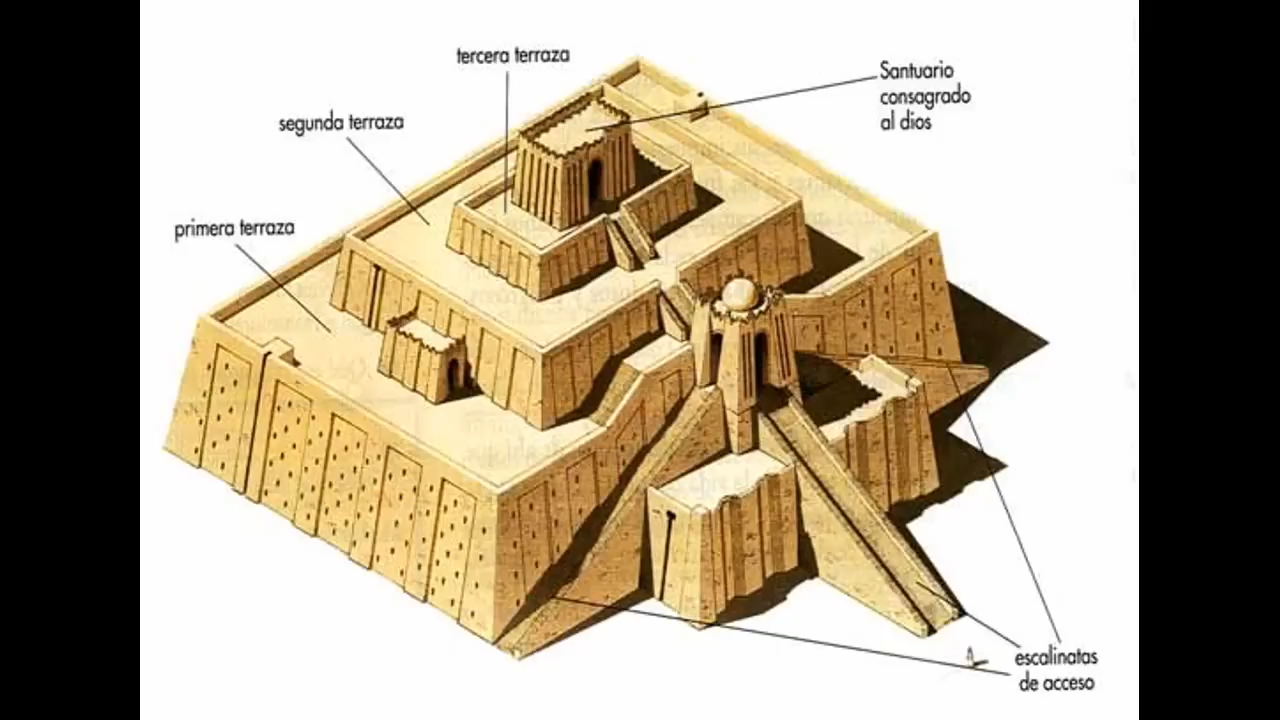 tercera terraza
Santuario
consagrado
al dios
segunda terraza
primera terraza
escalinatas
de acceso